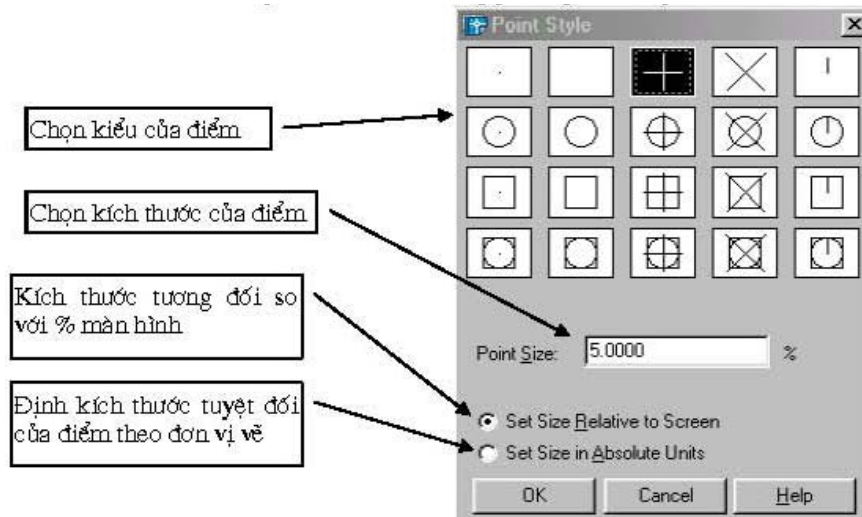 Point Style
Chọn kiểu của điểm
Chọn kích thước của điểm
Kích thước tương đối so
với % màn hình
Point Size: 5.0000 %
Định kích thước tuyệt đối
của điểm theo đơn vị vẽ
Set Size Relative to Screen
Set Size in Absolute Units
OK Cancel Help